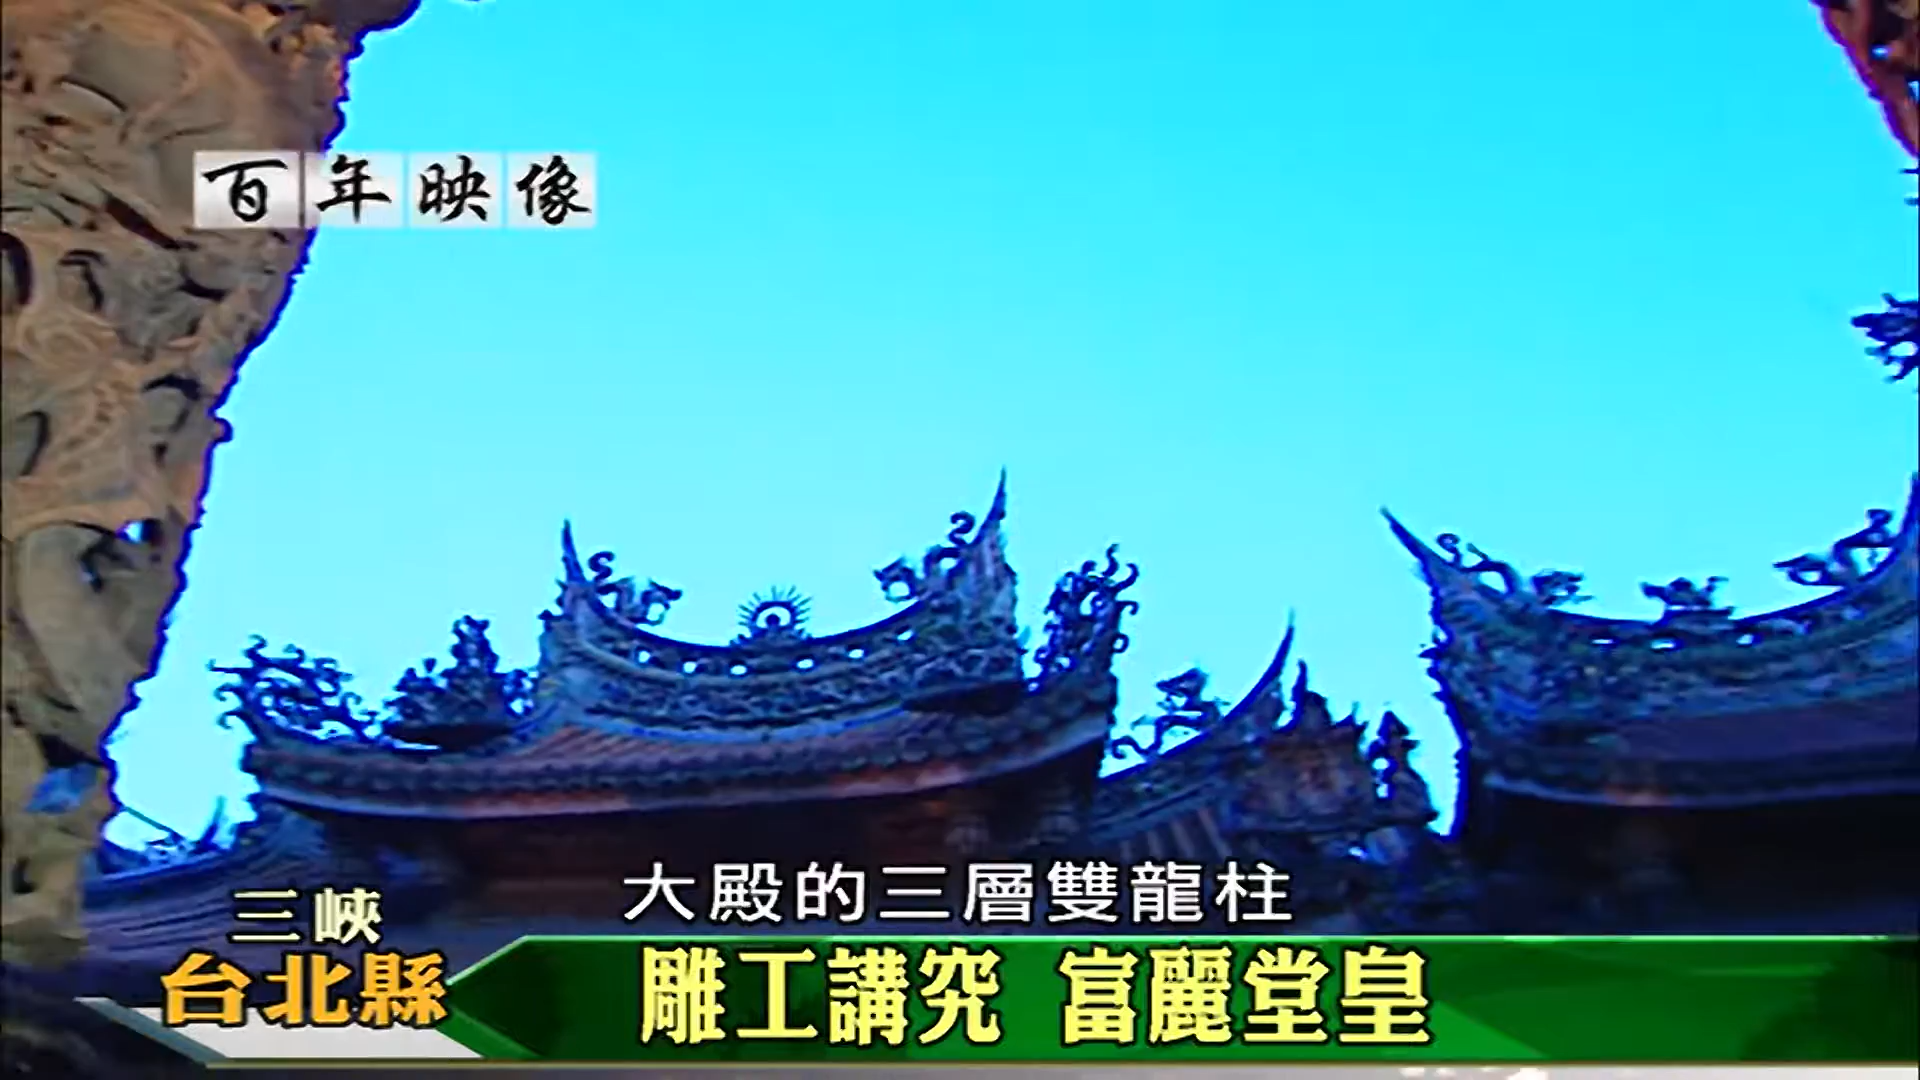 百年映像
大殿的三層雙龍柱
三峽
台北縣
雕工講究 富麗堂皇